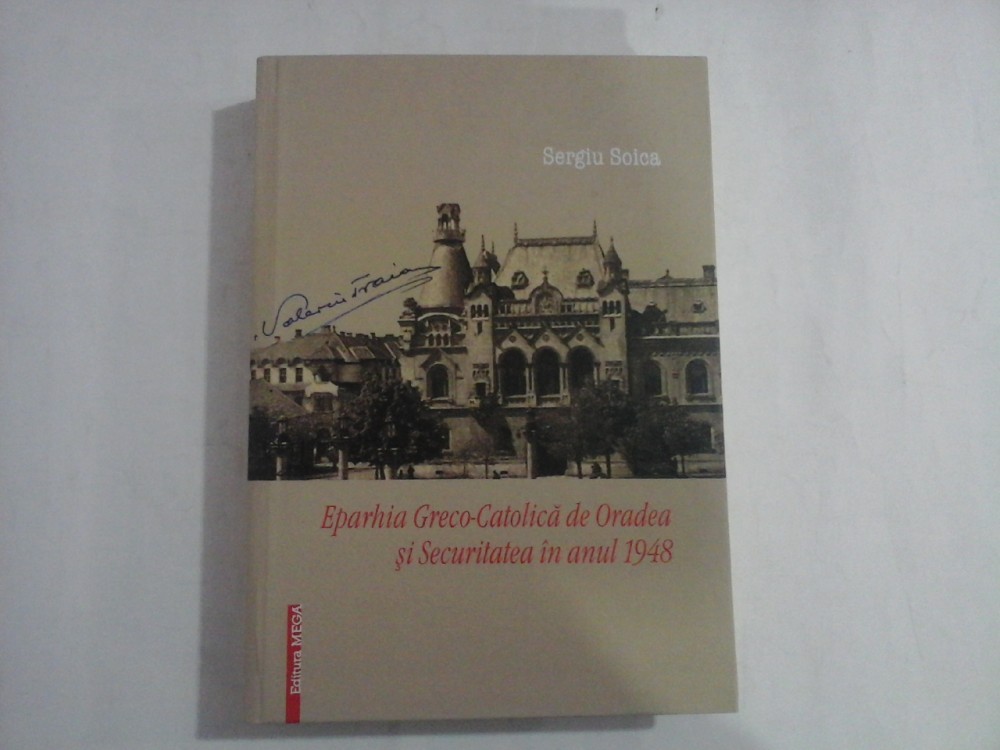 Sergiu Soica
Valeriu Traian
Eparhia Greco-Catolică de Oradea
și Securitatea în anul 1948
Editura MEGA